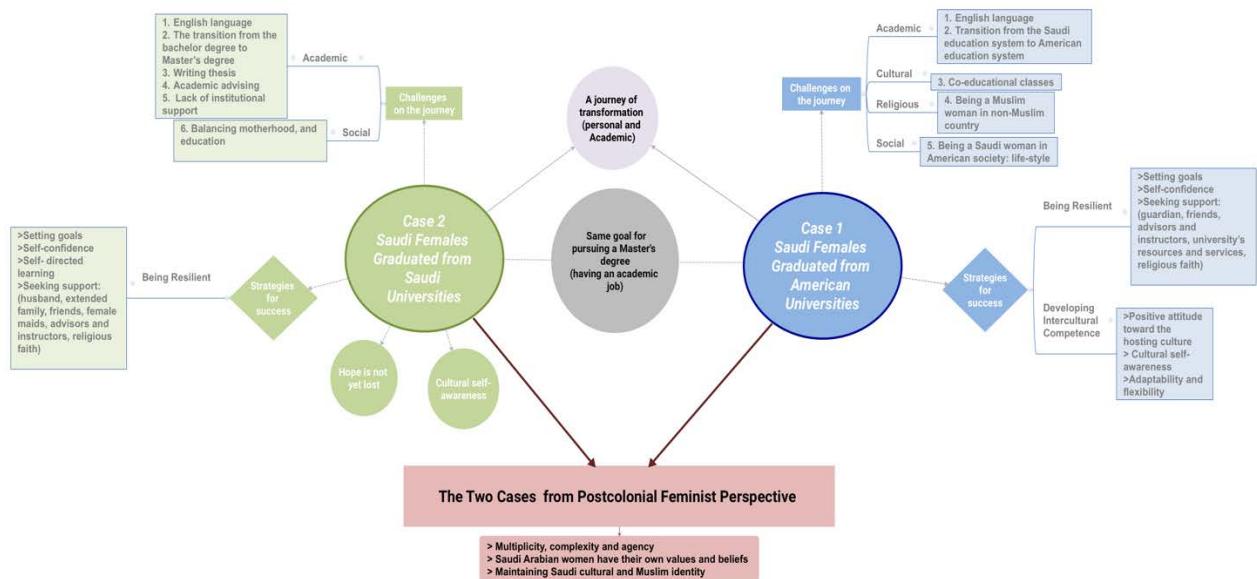 1. English language
2. The transition from the
bachelor degree to
Master's degree
3. Writing thesis
4. Academic advising
5. Lack of institutional
support
Academic
6. Balancing motherhood, and
education
Social
Challenges
on the journey
A journey of
transformation
(personal and
Academic)
Challenges on
the journey
Academic
1. English language
2. Transition from the Saudi
education system to American
education system
Cultural
3. Co-educational classes
Religious
4. Being a Muslim
woman in non-Muslim
country
Social
5. Being a Saudi woman in
American society: life-style
Case 2
Saudi Females
Graduated from
Saudi
Universities
Same goal for
pursuing a Master's
degree
(having an academic
job)
Case 1
Saudi Females
Graduated from
American
Universities
>Setting goals
>Self-confidence
>Self- directed
learning
>Seeking support:
(husband, extended
family, friends, female
maids, advisors and
instructors, religious
faith)
Being Resilient
Strategies
for
success
Hope is not
yet lost
Cultural self-
awareness
Strategies
for
success
Being Resilient
>Setting goals
>Self-confidence
>Seeking support:
(guardian, friends,
advisors and
instructors, university's
resources and services,
religious faith)
Developing
Intercultural
Competence
>Positive attitude
toward the
hosting culture
> Cultural self-
awareness
>Adaptability and
flexibility
The Two Cases from Postcolonial Feminist Perspective
> Multiplicity, complexity and agency
> Saudi Arabian women have their own values and beliefs
> Maintaining Saudi cultural and Muslim identity